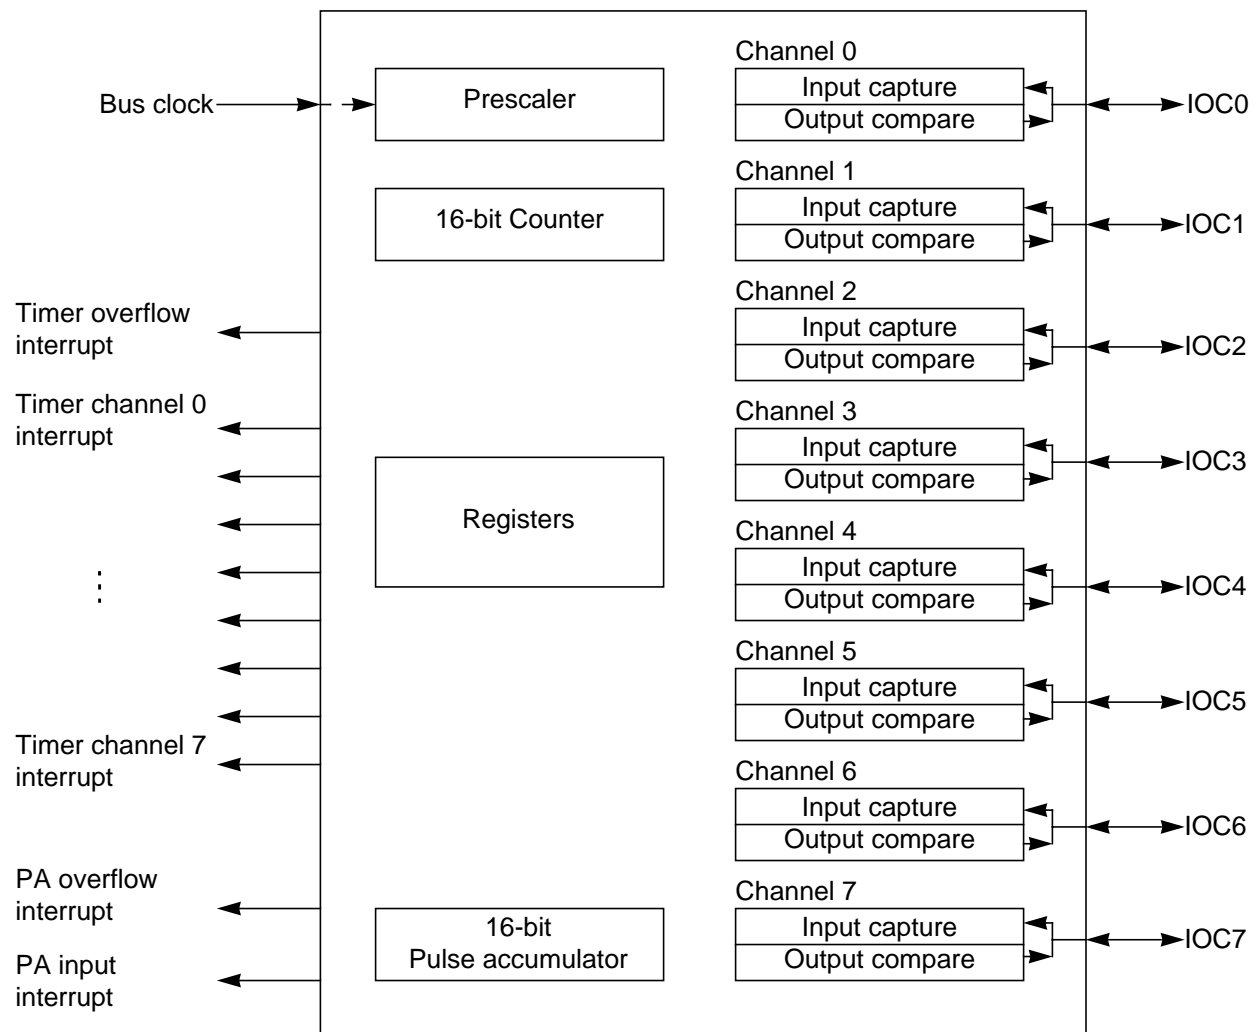 Bus clock
Timer overflow
interrupt
Timer channel 0
interrupt
Timer channel 7
interrupt
PA overflow
interrupt
PA input
interrupt
Prescaler
16-bit Counter
Registers
16-bit
Pulse accumulator
Channel 0
Input capture
Output compare
IOC0
Channel 1
Input capture
Output compare
IOC1
Channel 2
Input capture
Output compare
IOC2
Channel 3
Input capture
Output compare
IOC3
Channel 4
Input capture
Output compare
IOC4
Channel 5
Input capture
Output compare
IOC5
Channel 6
Input capture
Output compare
IOC6
Channel 7
Input capture
Output compare
IOC7